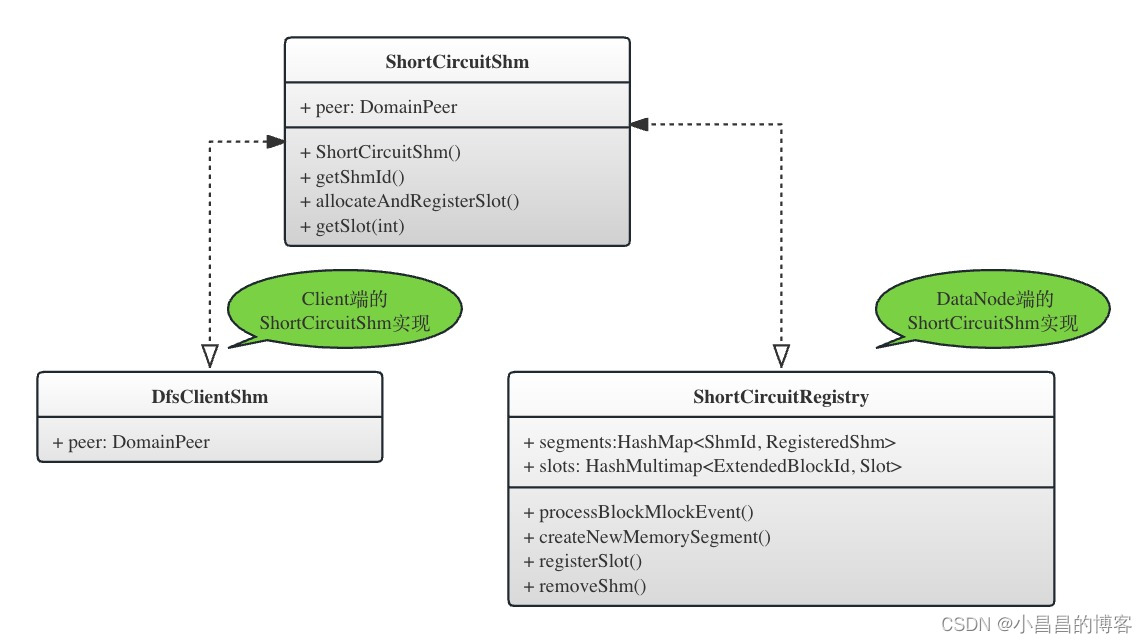 ShortCircuitShm
+ peer: DomainPeer
+ ShortCircuitShm()
+ getShmId()
+ allocateAndRegisterSlot()
+ getSlot(int)
Client端的
ShortCircuitShm实现
DataNode端的
ShortCircuitShm实现
DfsClientShm
+ peer: DomainPeer
ShortCircuitRegistry
+ segments:HashMap<ShmId, RegisteredShm>
+ slots: HashMultimap<ExtendedBlockId, Slot>
+ processBlockMlockEvent()
+ createNewMemorySegment()
+ registerSlot()
+ removeShm()
CSDN @小昌昌的博客